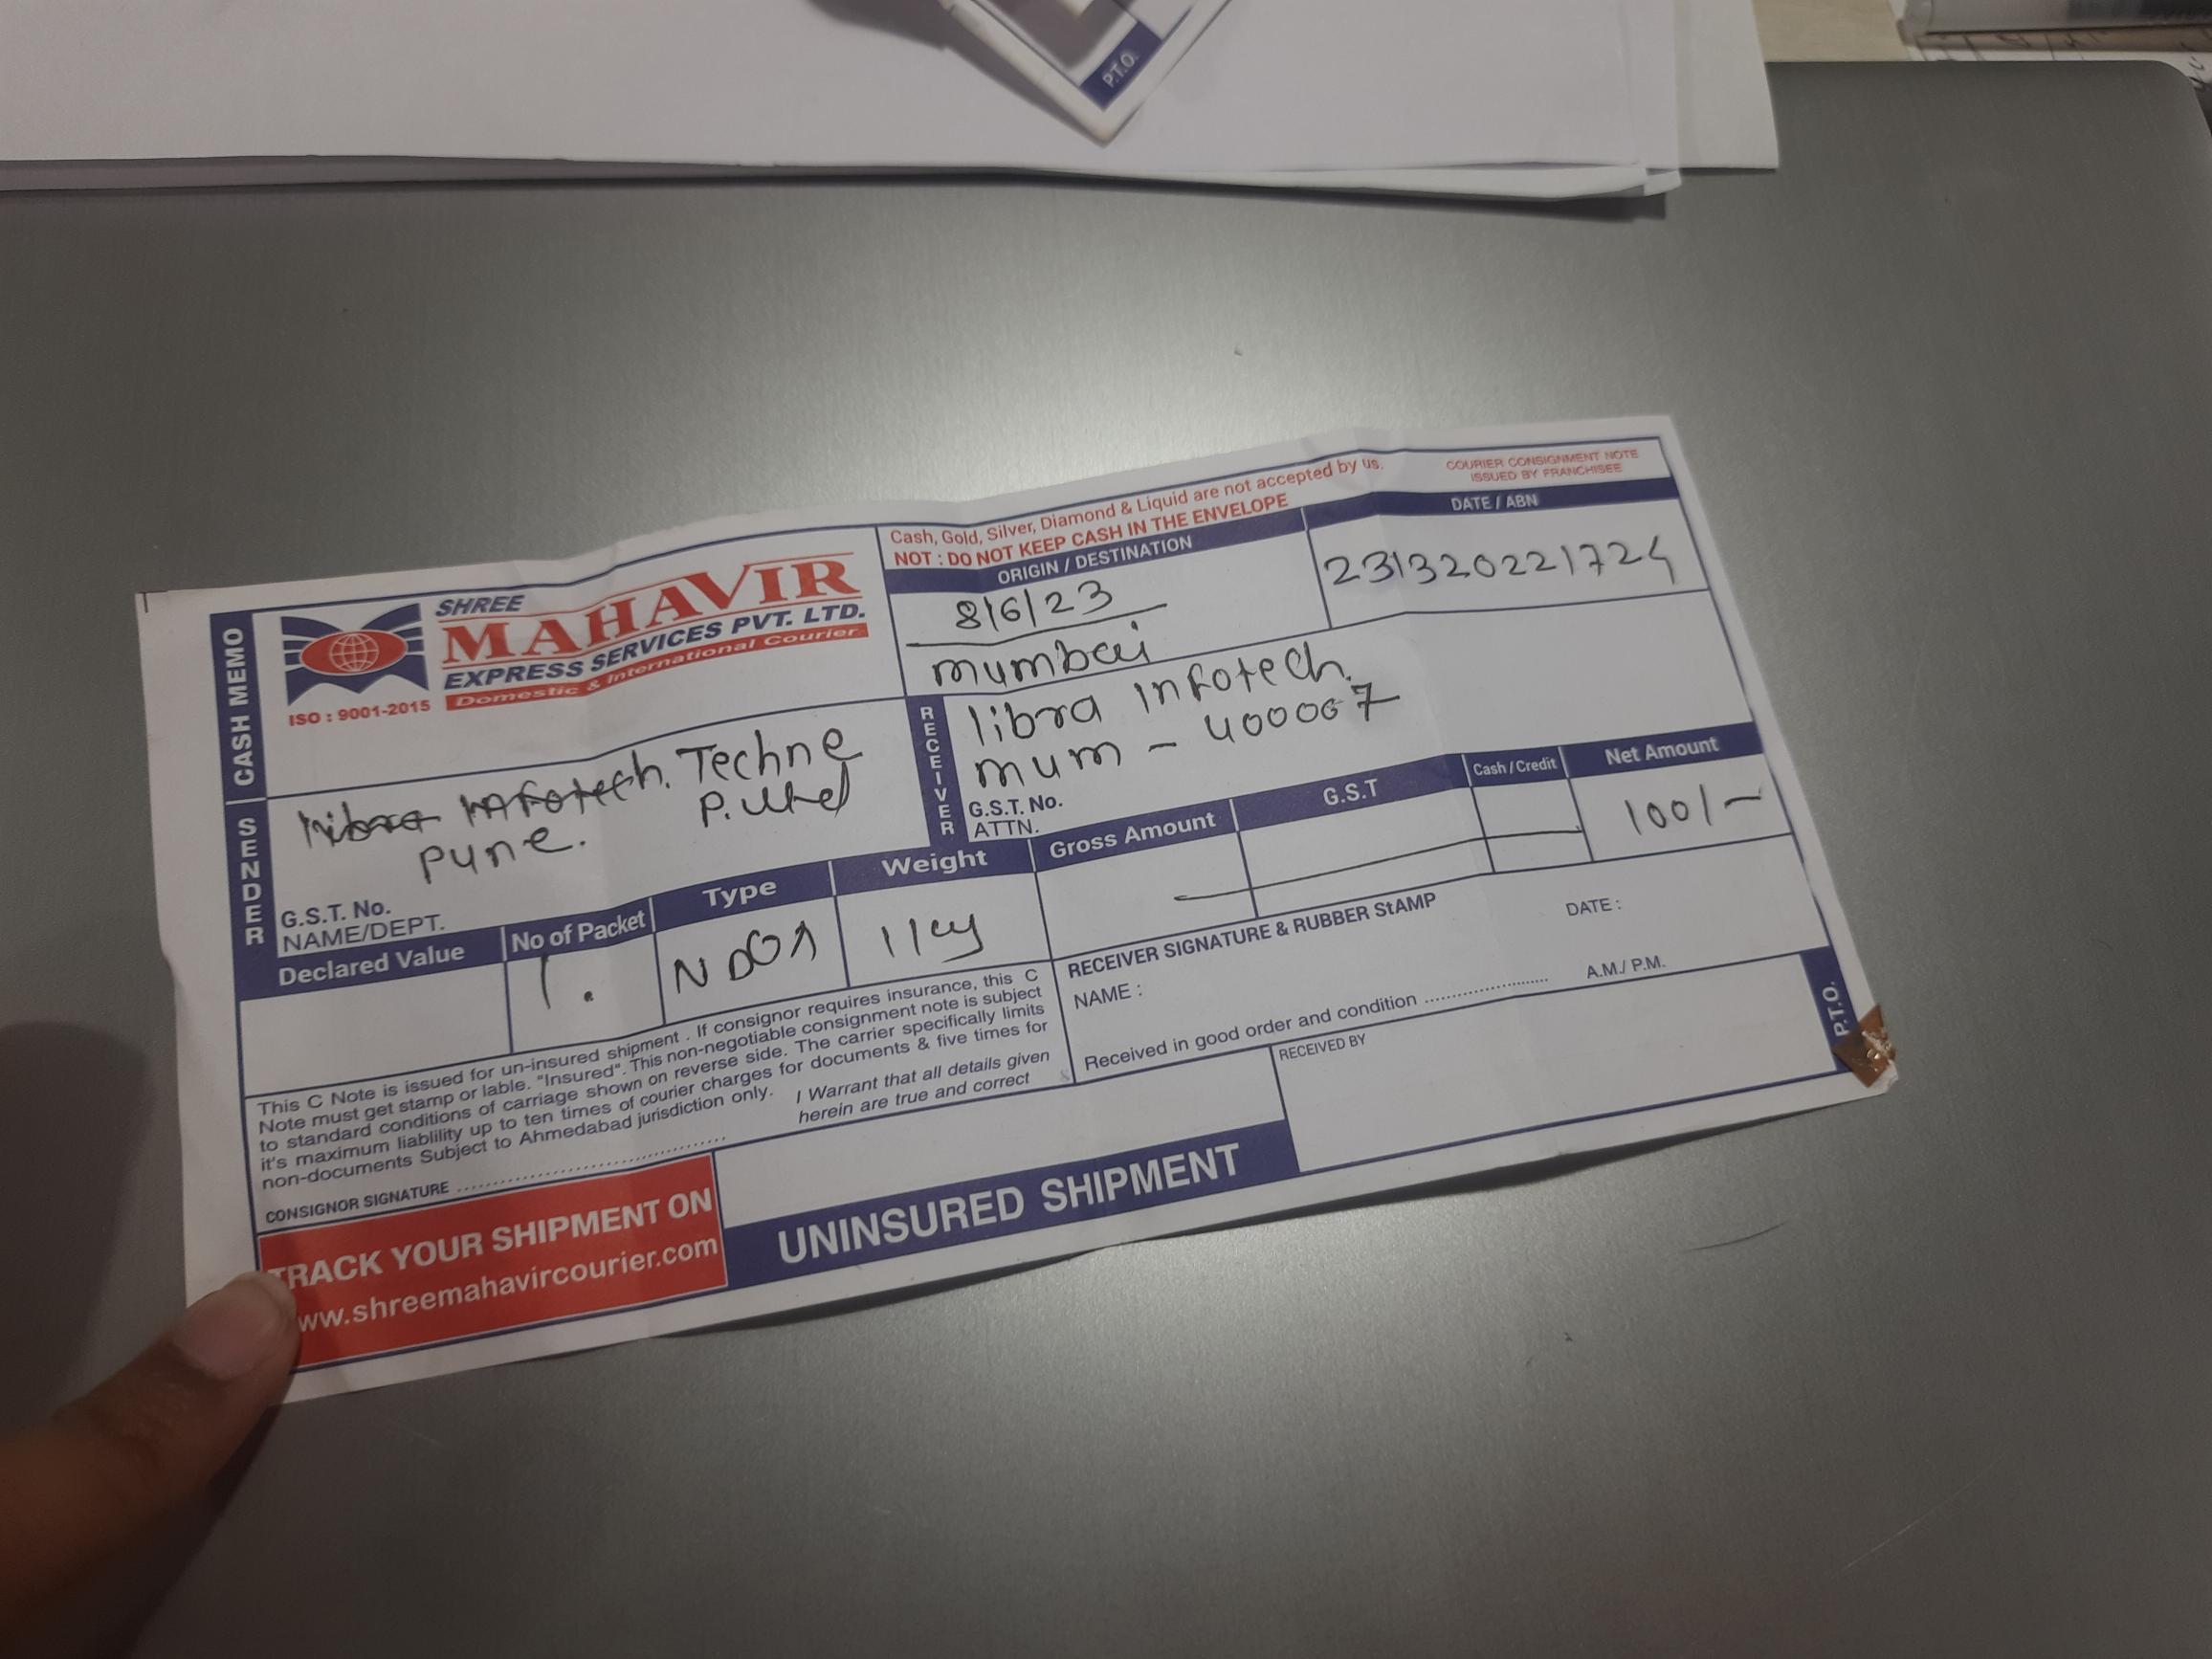 P.T.O.
Cash, Gold, Silver, Diamond & Liquid are not accepted by us.
NOT : DO NOT KEEP CASH IN THE ENVELOPE
COURIER CONSIGNMENT NOTE
ISSUED BY FRANCHISEE
CASH MEMO
SHREE
MAHAVIR
EXPRESS SERVICES PVT. LTD.
Domestic & International Courier
ISO : 9001-2015
ORIGIN / DESTINATION
8/6/23
mumbai
DATE / ABN
231320221724
SENDER
Libra Infotech. Techne
Pune.
G.S.T. No.
NAME/DEPT.
RECEIVER
libra Infotech.
mum - 400067
G.S.T. No.
ATTN.
Declared Value No of Packet Type Weight Gross Amount G.S.T Cash / Credit Net Amount
1. NDOX 1kg 100/-
This C Note is issued for un-insured shipment . If consignor requires insurance, this C
Note must get stamp or lable. "Insured". This non-negotiable consignment note is subject
to standard conditions of carriage shown on reverse side. The carrier specifically limits
it's maximum liablility up to ten times of courier charges for documents & five times for
non-documents Subject to Ahmedabad jurisdiction only.
I Warrant that all details given
herein are true and correct
CONSIGNOR SIGNATURE
RECEIVER SIGNATURE & RUBBER StAMP
DATE :
NAME :
A.M./ P.M.
Received in good order and condition
RECEIVED BY
P.T.O.
TRACK YOUR SHIPMENT ON
ww.shreemahavircourier.com
UNINSURED SHIPMENT